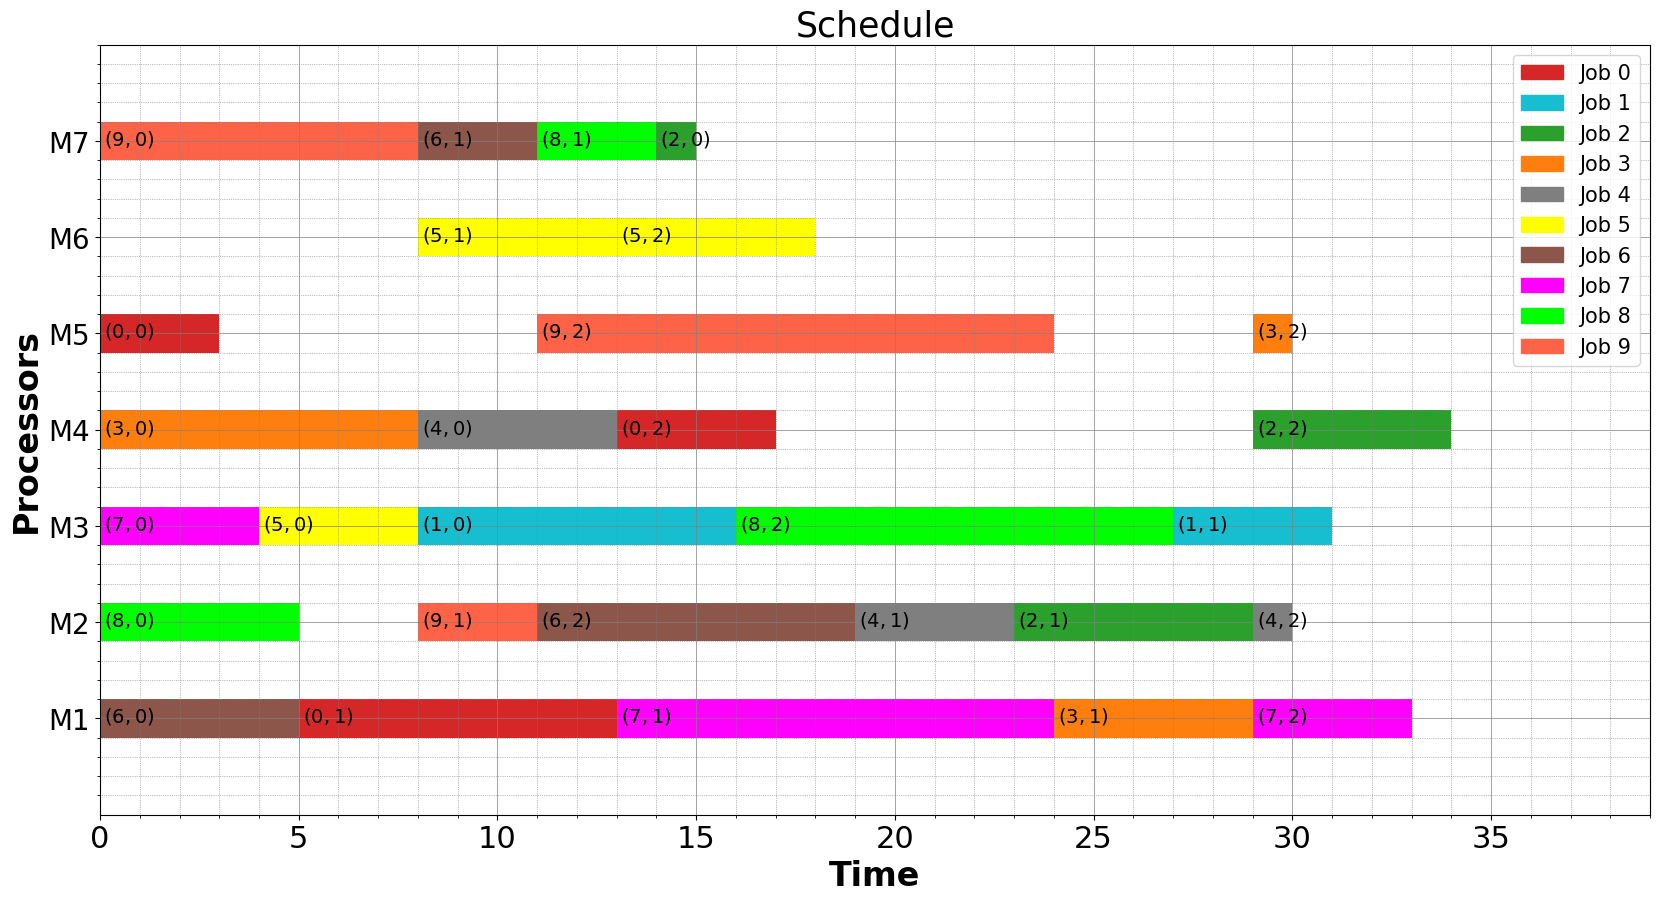 Schedule
Job 0
Job 1
Job 2
Job 3
Job 4
Job 5
Job 6
Job 7
Job 8
Job 9
Processors
M7
(9, 0)
(6, 1)
(8, 1)
(2, 0)
M6
(5, 1)
(5, 2)
M5
(0, 0)
(9, 2)
(3, 2)
M4
(3, 0)
(4, 0)
(0, 2)
(2, 2)
M3
(7, 0)
(5, 0)
(1, 0)
(8, 2)
(1, 1)
M2
(8, 0)
(9, 1)
(6, 2)
(4, 1)
(2, 1)
(4, 2)
M1
(6, 0)
(0, 1)
(7, 1)
(3, 1)
(7, 2)
0 5 10 15 20 25 30 35
Time